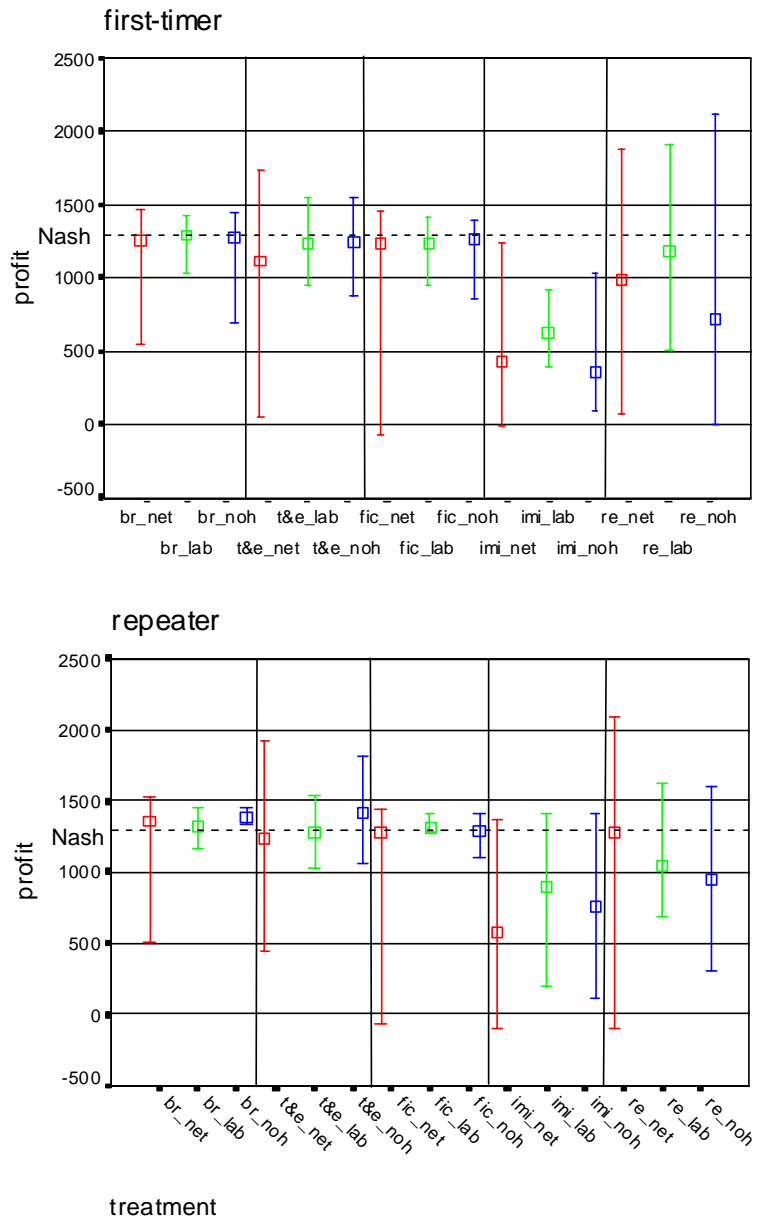 first-timer
2500
2000
1500
Nash
1000
500
0
-500
profit
br_net br_noh t&e_lab fic_net fic_noh imi_lab re_net re_noh
br_lab t&e_net t&e_noh fic_lab imi_net imi_noh re_lab
repeater
2500
2000
1500
Nash
1000
500
0
-500
profit
br_net
br_lab
br_noh
t&e_net
t&e_lab
t&e_noh
fic_net
fic_lab
fic_noh
imi_net
imi_lab
imi_noh
re_net
re_lab
re_noh
treatment